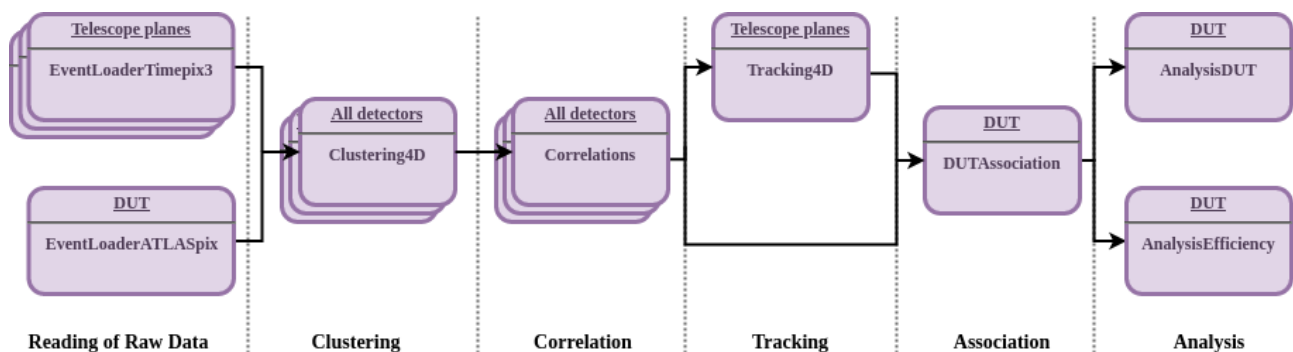 Telescope planes
EventLoaderTimepix3
DUT
EventLoaderATLASpix
All detectors
Clustering4D
All detectors
Correlations
Telescope planes
Tracking4D
DUT
DUTAssociation
DUT
AnalysisDUT
DUT
AnalysisEfficiency
Reading of Raw Data
Clustering
Correlation
Tracking
Association
Analysis